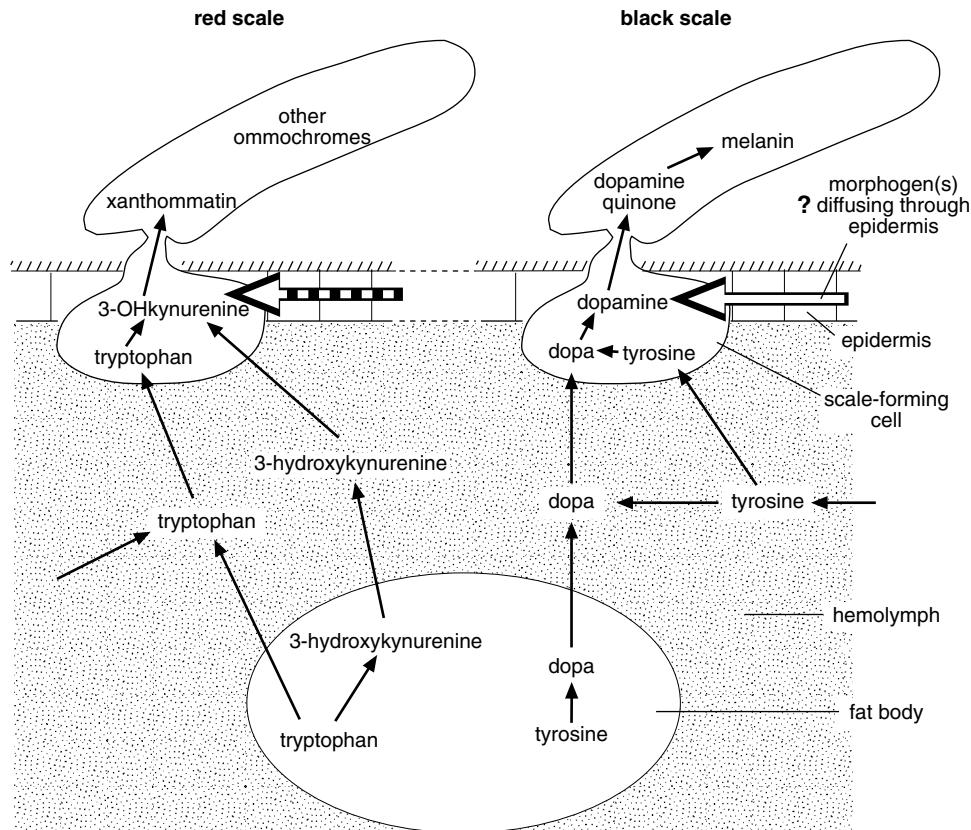 red scale
black scale
other
ommochromes
xanthommatin
3-OHkynurenine
tryptophan
3-hydroxykynurenine
tryptophan
3-hydroxykynurenine
tryptophan
melanin
dopamine
quinone
dopamine
dopa
tyrosine
dopa
tyrosine
dopa
tyrosine
morphogen(s)
? diffusing through
epidermis
epidermis
scale-forming
cell
hemolymph
fat body